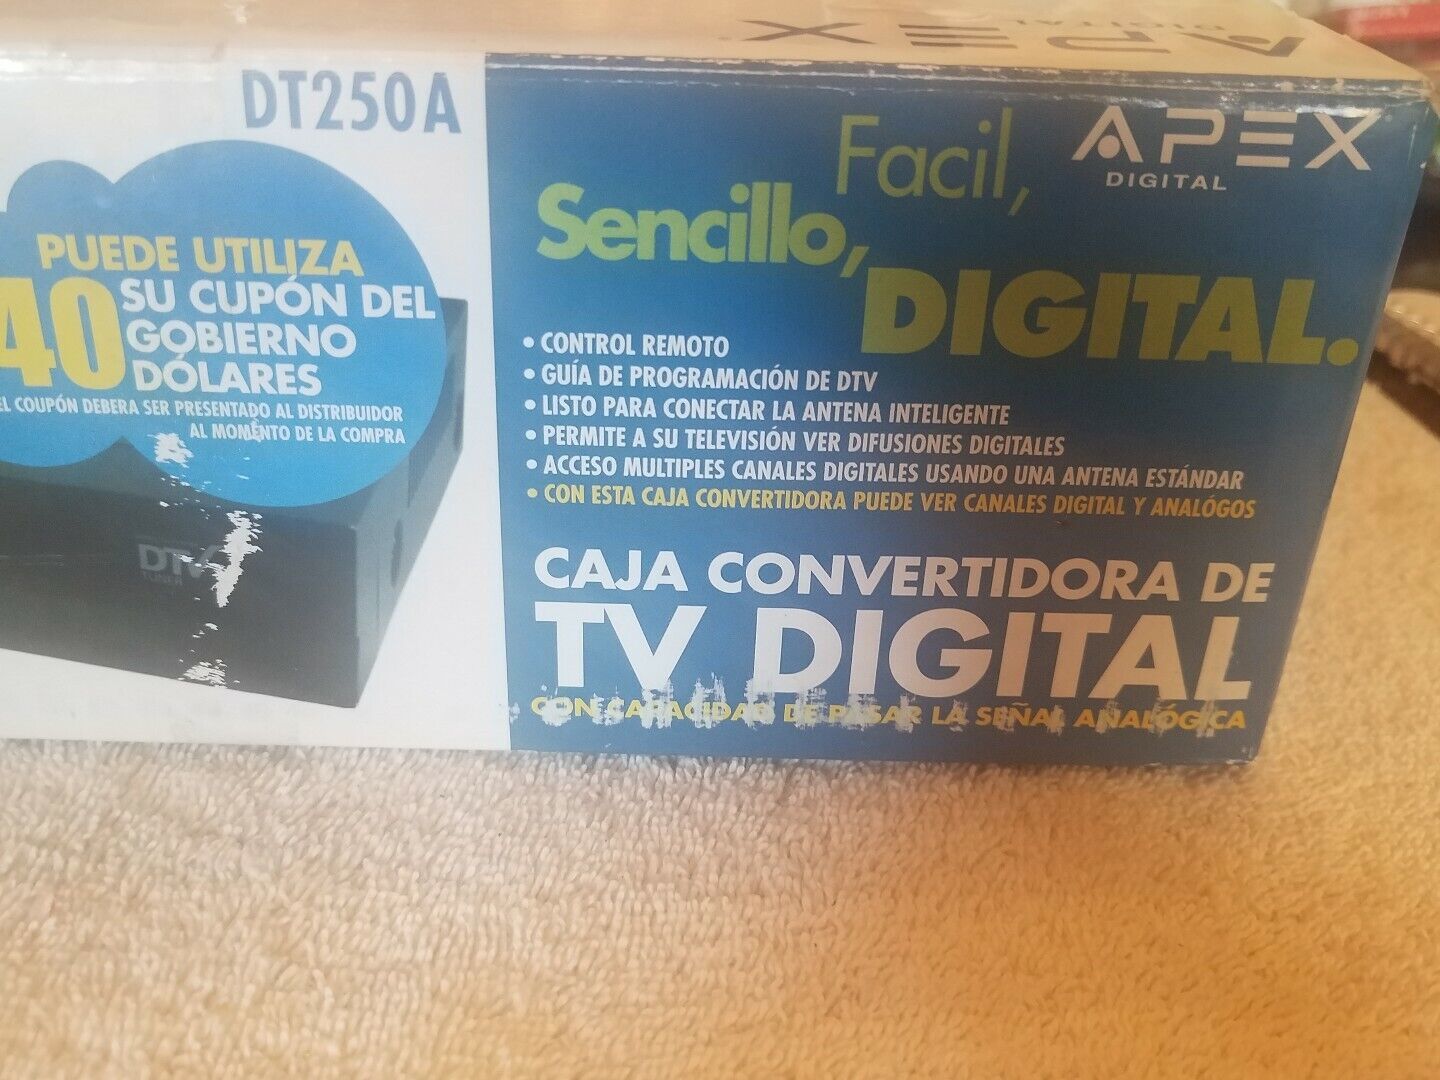 APEX
DIGITAL
DT250A
PUEDE UTILIZA
SU CUPÓN DEL
40 GOBIERNO
DÓLARES
EL COUPÓN DEBERA SER PRESENTADO AL DISTRIBUIDOR
AL MOMENTO DE LA COMPRA
DTV
TUNER
Facil,
APEX
DIGITAL
Sencillo,
DIGITAL.
• CONTROL REMOTO
• GUÍA DE PROGRAMACIÓN DE DTV
• LISTO PARA CONECTAR LA ANTENA INTELIGENTE
• PERMITE A SU TELEVISIÓN VER DIFUSIONES DIGITALES
• ACCESO MULTIPLES CANALES DIGITALES USANDO UNA ANTENA ESTÁNDAR
• CON ESTA CAJA CONVERTIDORA PUEDE VER CANALES DIGITAL Y ANALÓGOS
CAJA CONVERTIDORA DE
TV DIGITAL
CON CAPACIDAD DE PASAR LA SEÑAL ANALÓGICA